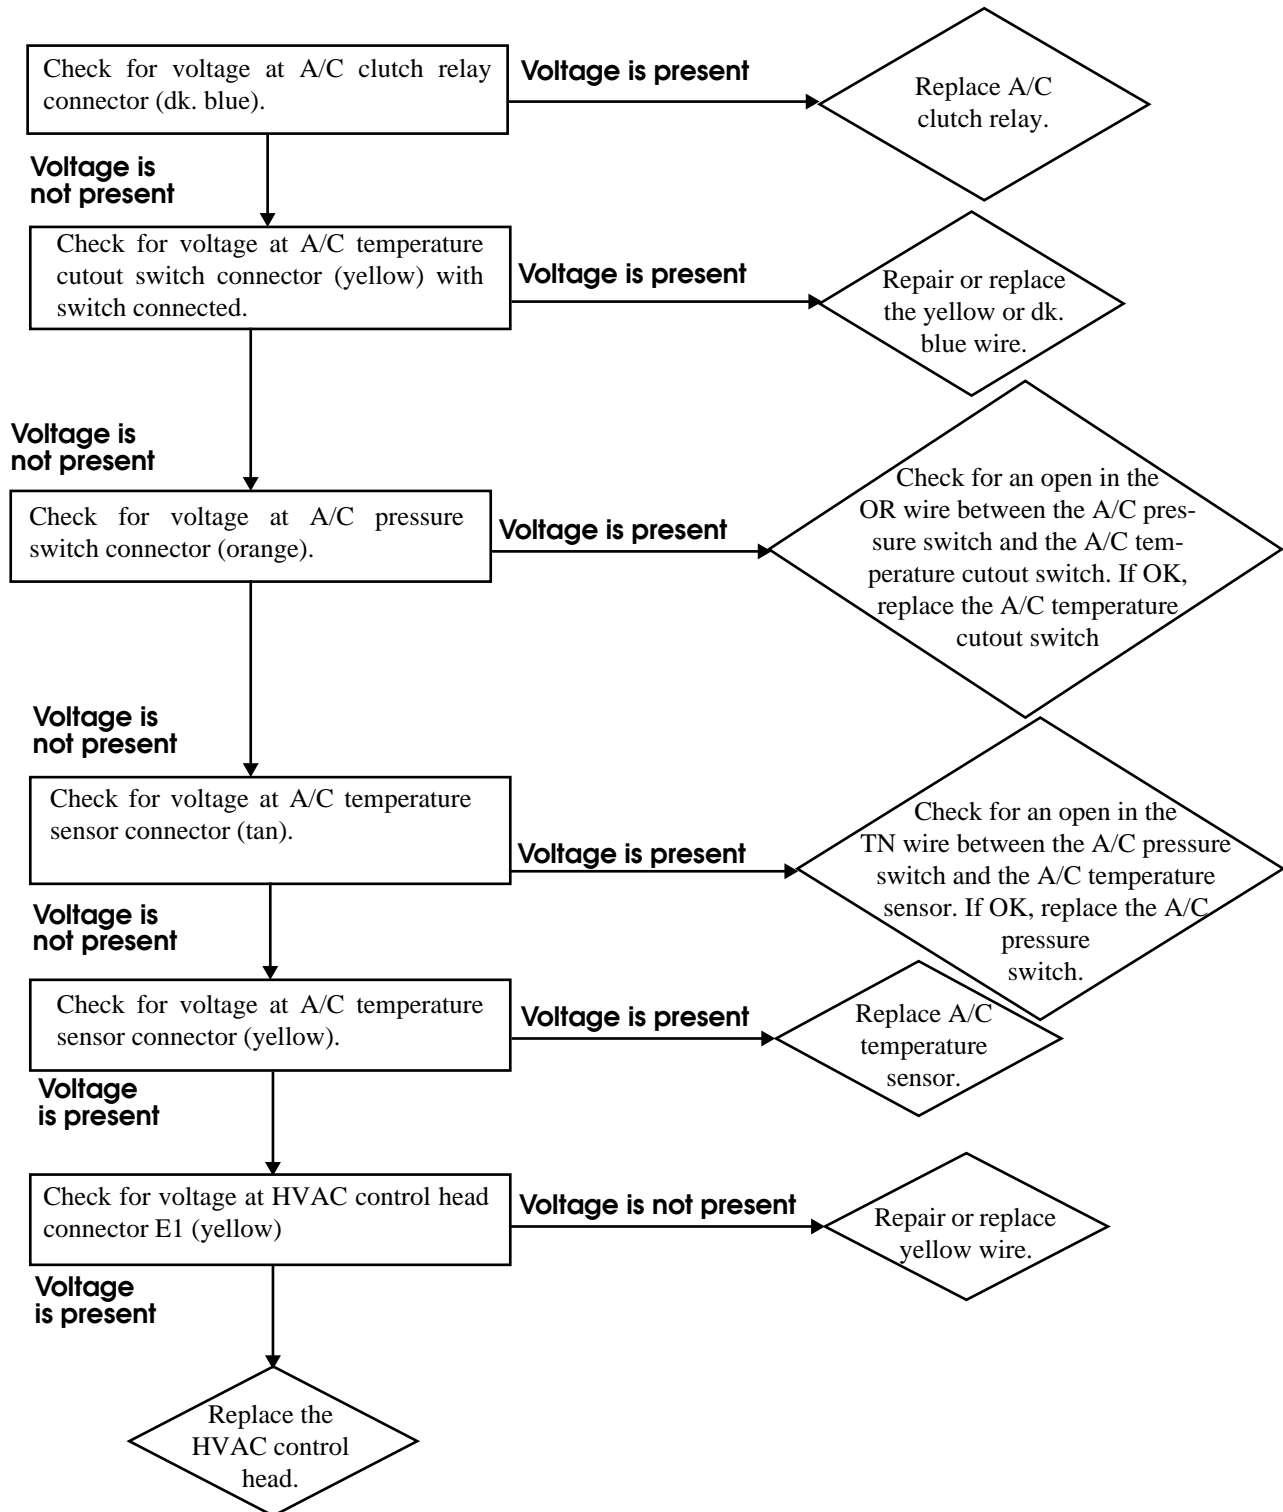 Check for voltage at A/C clutch relay
connector (dk. blue).
Voltage is present
Replace A/C
clutch relay.
Voltage is
not present
Check for voltage at A/C temperature
cutout switch connector (yellow) with
switch connected.
Voltage is present
Repair or replace
the yellow or dk.
blue wire.
Voltage is
not present
Check for voltage at A/C pressure
switch connector (orange).
Voltage is present
Check for an open in the
OR wire between the A/C pres-
sure switch and the A/C tem-
perature cutout switch. If OK,
replace the A/C temperature
cutout switch
Voltage is
not present
Check for voltage at A/C temperature
sensor connector (tan).
Voltage is present
Check for an open in the
TN wire between the A/C pressure
switch and the A/C temperature
sensor. If OK, replace the A/C
pressure
switch.
Voltage is
not present
Check for voltage at A/C temperature
sensor connector (yellow).
Voltage is present
Replace A/C
temperature
sensor.
Voltage
is present
Check for voltage at HVAC control head
connector E1 (yellow)
Voltage is not present
Repair or replace
yellow wire.
Voltage
is present
Replace the
HVAC control
head.